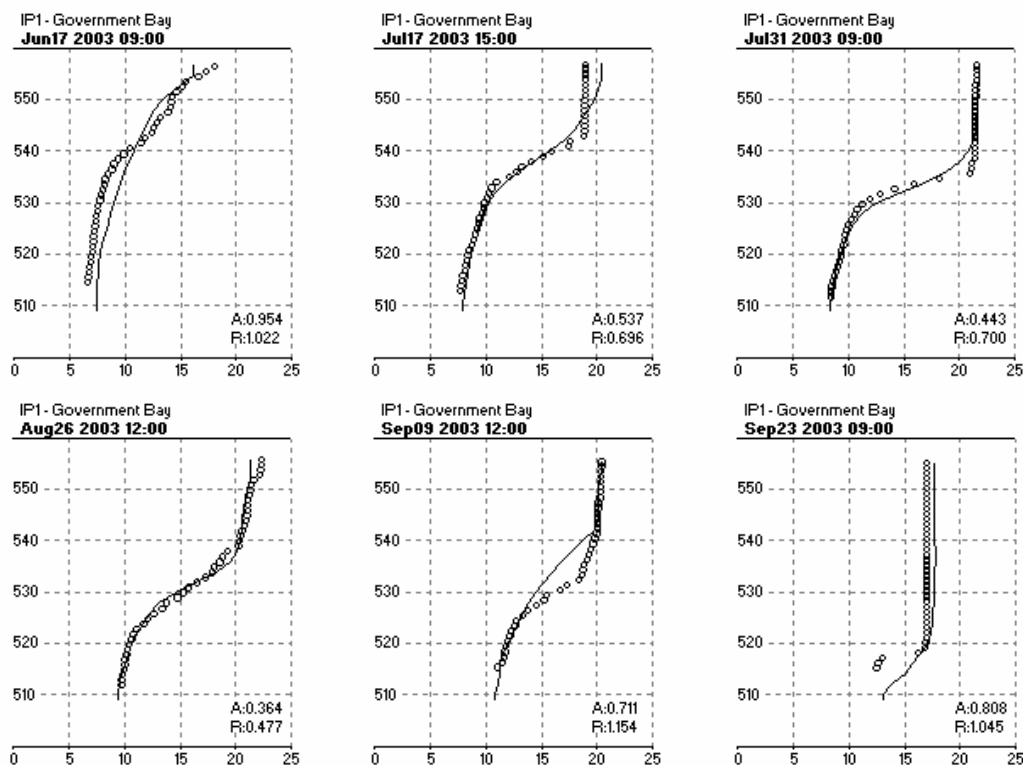 IP1- Government Bay
Jun17 2003 09:00
550
540
530
520
510
A:0.954
R:1.022
0 5 10 15 20 25
IP1- Government Bay
Jul17 2003 15:00
550
540
530
520
510
A:0.537
R:0.696
0 5 10 15 20 25
IP1- Government Bay
Jul31 2003 09:00
550
540
530
520
510
A:0.443
R:0.700
0 5 10 15 20 25
IP1- Government Bay
Aug26 2003 12:00
550
540
530
520
510
A:0.364
R:0.477
0 5 10 15 20 25
IP1- Government Bay
Sep09 2003 12:00
550
540
530
520
510
A:0.711
R:1.154
0 5 10 15 20 25
IP1- Government Bay
Sep23 2003 09:00
550
540
530
520
510
A:0.808
R:1.045
0 5 10 15 20 25